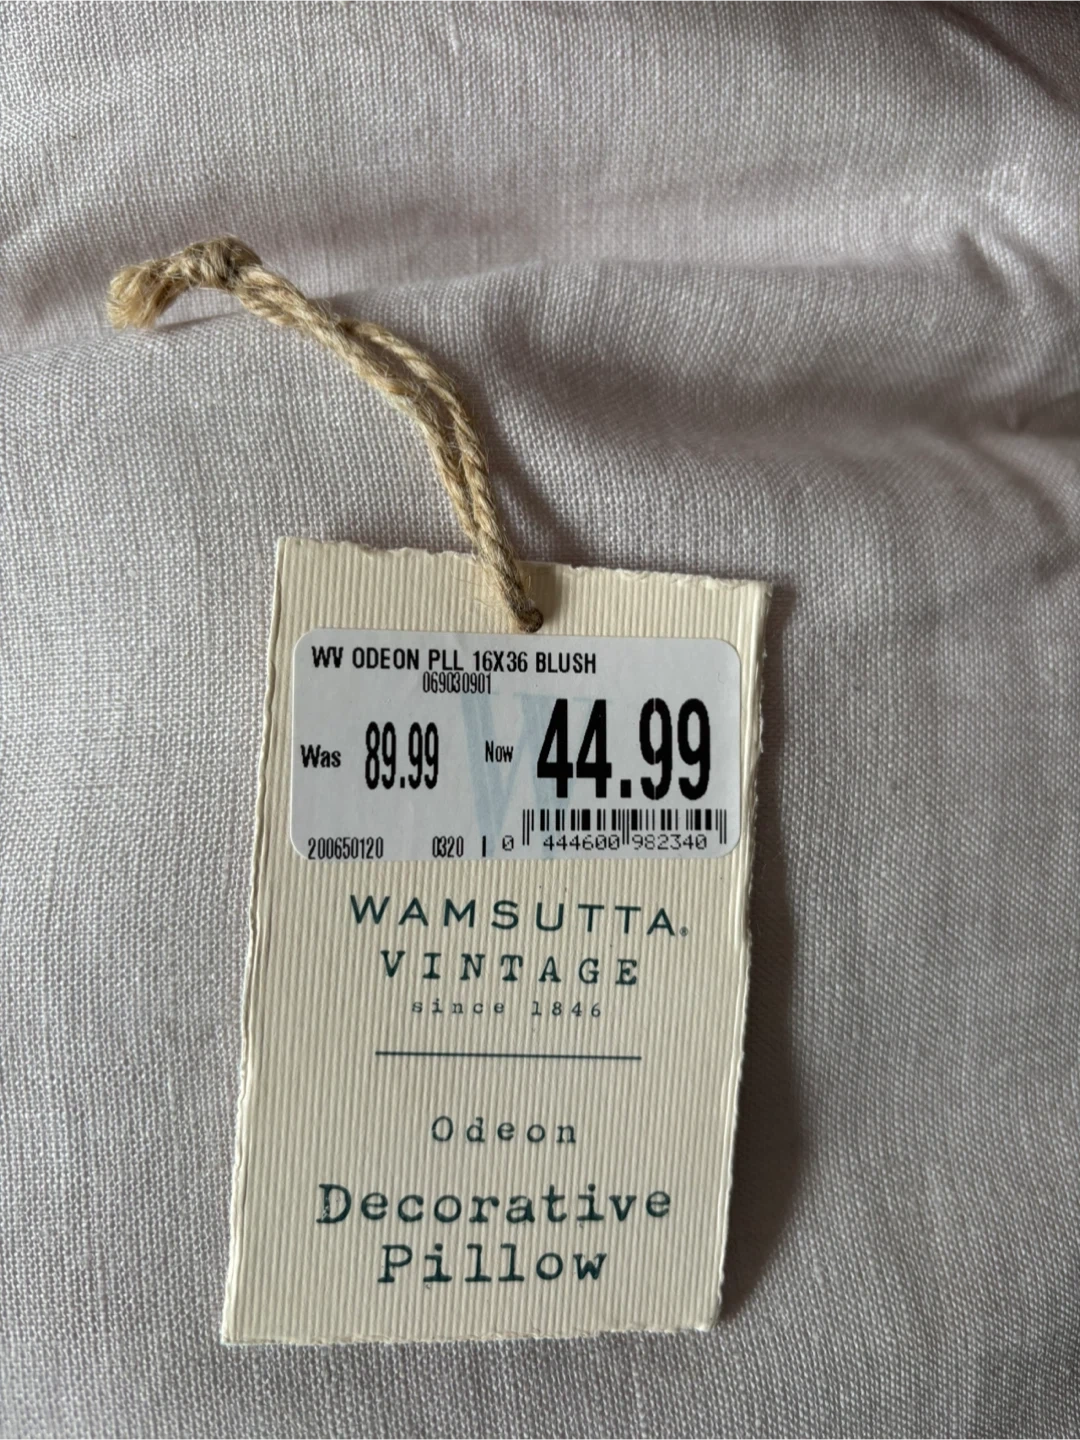 WV ODEON PLL 16X36 BLUSH
069030901
Was 89.99 Now 44.99
200650120 0320 0 444600 982340
WAMSUTTA®
VINTAGE
since 1846
Odeon
Decorative
Pillow